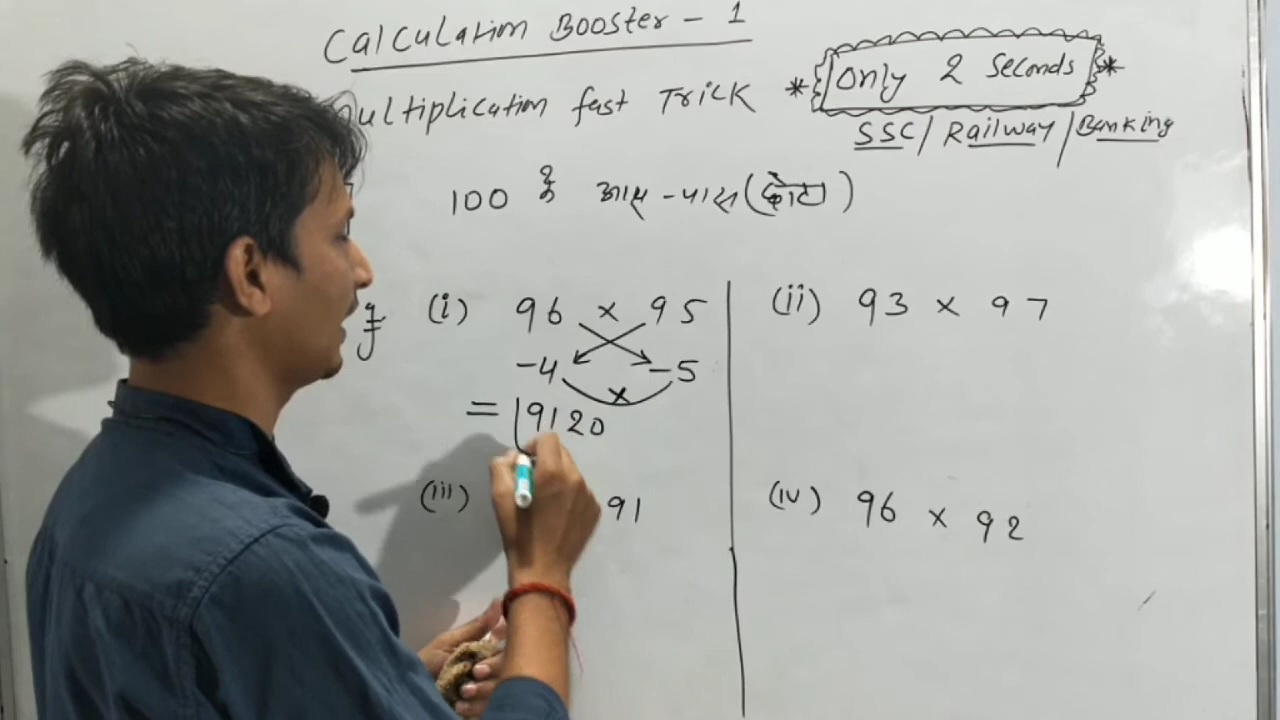 Calculation Booster - 1
Multiplication fast Trick * Only 2 Seconds *
SSC / Railway / Banking
100 के आस-पास (छोटा)
(i) 96 × 95
-4 × -5
= 9120
(ii) 93 × 97
(iii) 91
(iv) 96 × 92